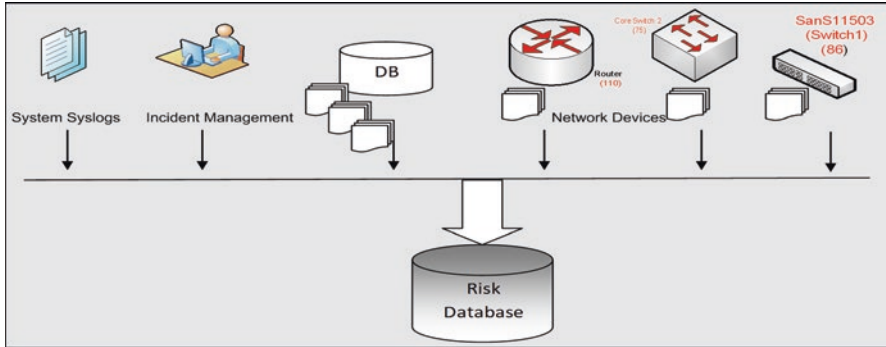 System Syslogs
Incident Management
DB
Router
(110)
Network Devices
Core Switch 2
(75)
SanS11503
(Switch1)
(86)
Risk
Database